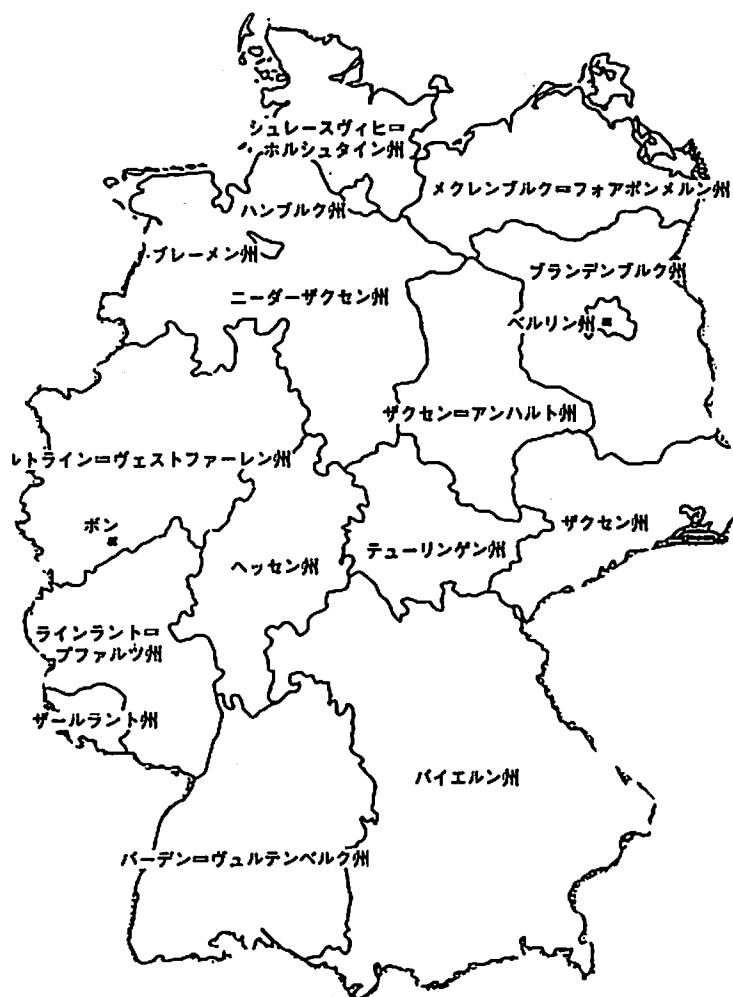 シュレースヴィヒ=
ホルシュタイン州
メクレンブルク=フォアポンメルン州
ハンブルク州
ブレーメン州
ブランデンブルク州
ニーダーザクセン州
ベルリン州
ザクセン=アンハルト州
レトライン=ヴェストファーレン州
ザクセン州
ボン
テューリンゲン州
ヘッセン州
ラインラント=
プファルツ州
ザールラント州
バイエルン州
バーデン=ヴュルテンベルク州